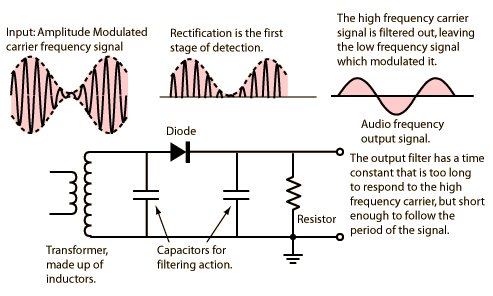 Input: Amplitude Modulated
carrier frequency signal
Rectification is the first
stage of detection.
The high frequency carrier
signal is filtered out, leaving
the low frequency signal
which modulated it.
Audio frequency
output signal.
Diode
The output filter has a time
constant that is too long
to respond to the high
frequency carrier, but short
enough to follow the
period of the signal.
Resistor
Transformer,
made up of
inductors.
Capacitors for
filtering action.